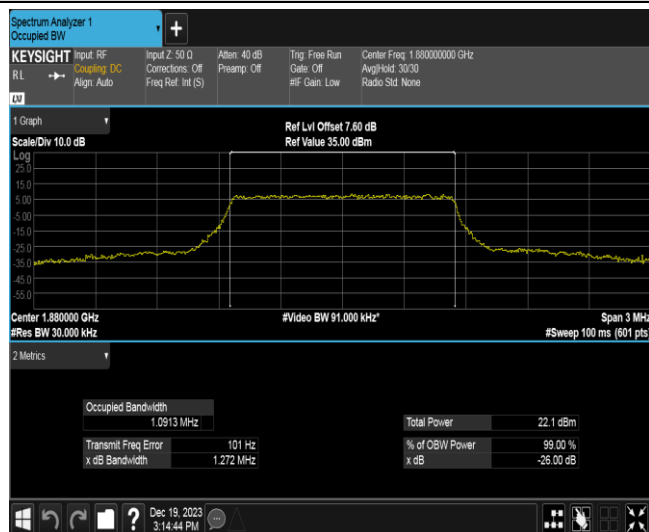 Spectrum Analyzer 1
Occupied BW
+
KEYSIGHT
RL
LXI
Input: RF
Coupling: DC
Align: Auto
Input Z: 50 Ω
Corrections: Off
Freq Ref: Int (S)
Atten: 40 dB
Preamp: Off
Trig: Free Run
Gate: Off
#IF Gain: Low
Center Freq: 1.880000000 GHz
Avg|Hold: 30/30
Radio Std: None
1 Graph
Ref Lvl Offset 7.60 dB
Scale/Div 10.0 dB
Ref Value 35.00 dBm
Log
25.0
15.0
5.00
-5.00
-15.0
-25.0
-35.0
-45.0
-55.0
Center 1.880000 GHz
#Video BW 91.000 kHz*
Span 3 MHz
#Res BW 30.000 kHz
#Sweep 100 ms (601 pts)
2 Metrics
Occupied Bandwidth
1.0913 MHz
Total Power 22.1 dBm
Transmit Freq Error 101 Hz
% of OBW Power 99.00 %
x dB Bandwidth 1.272 MHz
x dB -26.00 dB
?
Dec 19, 2023
3:14:44 PM